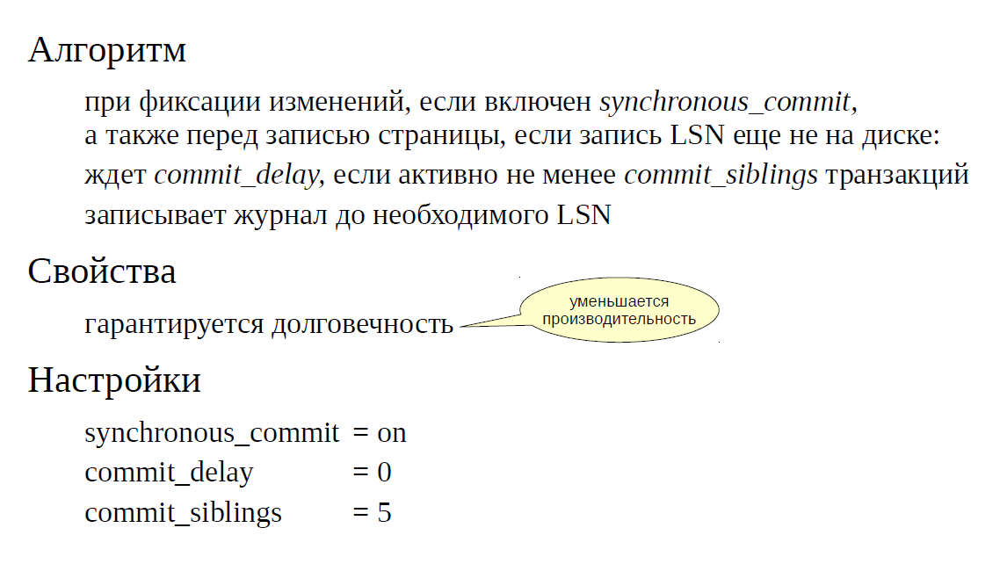 Алгоритм
при фиксации изменений, если включен synchronous_commit,
а также перед записью страницы, если запись LSN еще не на диске:
ждет commit_delay, если активно не менее commit_siblings транзакций
записывает журнал до необходимого LSN
Свойства
гарантируется долговечность
уменьшается
производительность
Настройки
synchronous_commit = on
commit_delay = 0
commit_siblings = 5